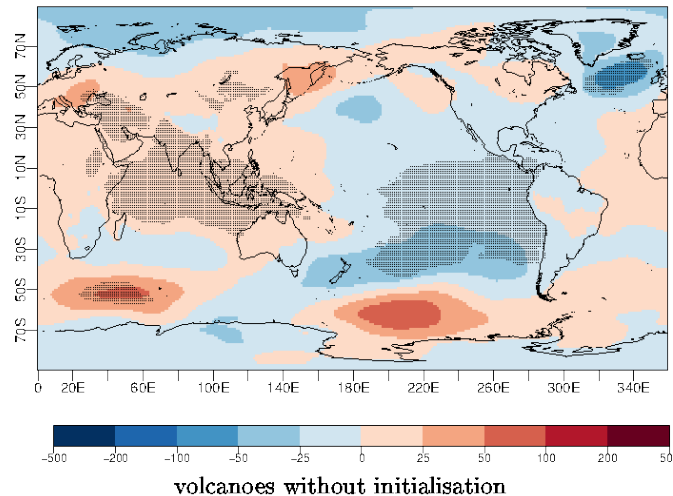 70N
50N
30N
10N
10S
30S
50S
70S
0 20E 60E 100E 140E 180E 220E 260E 300E 340E
-500 -200 -100 -50 -25 0 25 50 100 200 50
volcanoes without initialisation